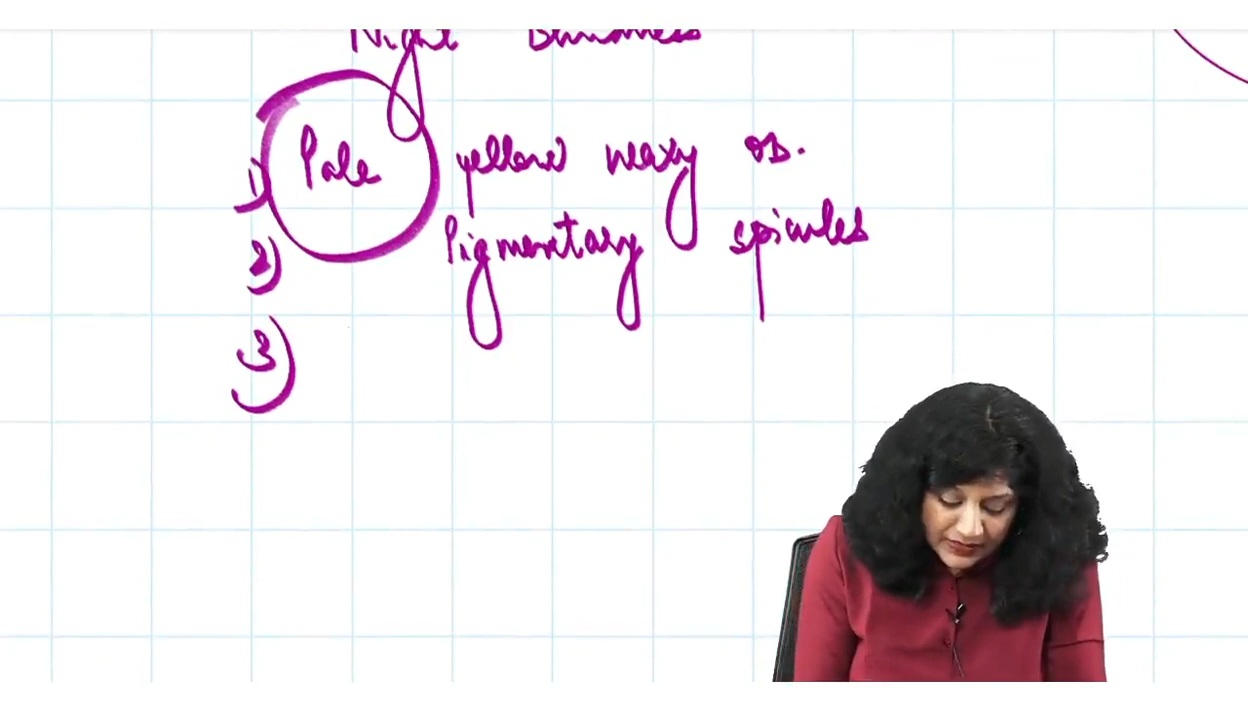 Night Blindness
1) Pale yellow waxy OD.
2) Pigmentary spicules
3)